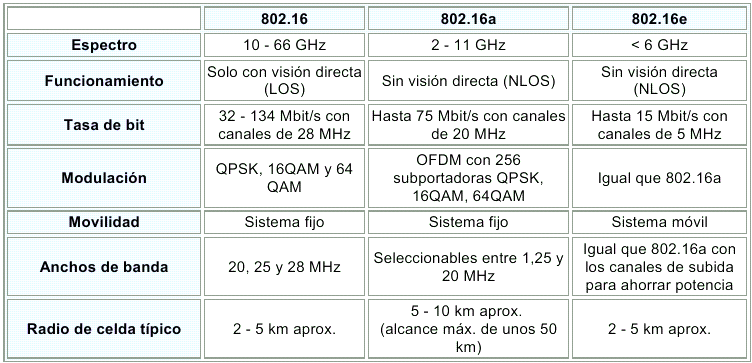 802.16 802.16a 802.16e
Espectro 10 - 66 GHz 2 - 11 GHz < 6 GHz
Funcionamiento Solo con visión directa (LOS) Sin visión directa (NLOS) Sin visión directa (NLOS)
Tasa de bit 32 - 134 Mbit/s con canales de 28 MHz Hasta 75 Mbit/s con canales de 20 MHz Hasta 15 Mbit/s con canales de 5 MHz
Modulación QPSK, 16QAM y 64 QAM OFDM con 256 subportadoras QPSK, 16QAM, 64QAM Igual que 802.16a
Movilidad Sistema fijo Sistema fijo Sistema móvil
Anchos de banda 20, 25 y 28 MHz Seleccionables entre 1,25 y 20 MHz Igual que 802.16a con los canales de subida para ahorrar potencia
Radio de celda típico 2 - 5 km aprox. 5 - 10 km aprox. (alcance máx. de unos 50 km) 2 - 5 km aprox.